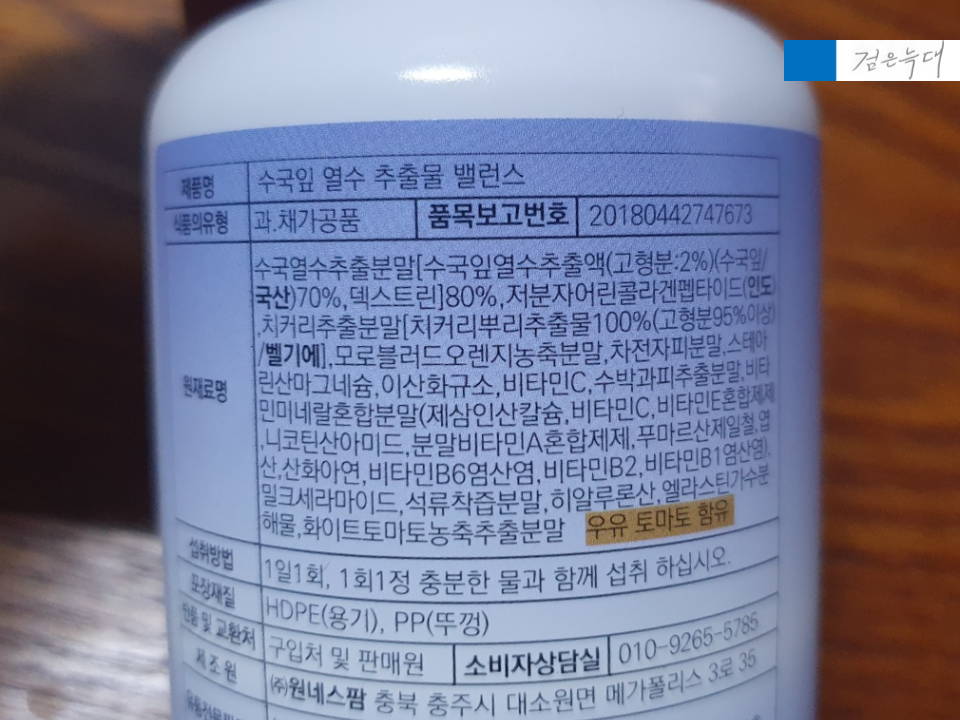 검은늑대
제품명 수국잎 열수 추출물 밸런스
식품의유형 과.채가공품 품목보고번호 20180442747673
수국열수추출분말[수국잎열수추출액(고형분:2%)(수국잎/
국산)70%,덱스트린]80%,저분자어린콜라겐펩타이드(인도)
,치커리추출분말[치커리뿌리추출물100%(고형분95%이상)
/벨기에],모로블러드오렌지농축분말,차전자피분말,스테아
원재료명 린산마그네슘,이산화규소,비타민C,수박과피추출분말,비타
민미네랄혼합분말(제삼인산칼슘,비타민C,비타민E혼합제제
,니코틴산아미드,분말비타민A혼합제제,푸마르산제일철,엽
산,산화아연,비타민B6염산염,비타민B2,비타민B1염산염),
밀크세라마이드,석류착즙분말,히알루론산,엘라스틴가수분
해물,화이트토마토농축추출분말 우유 토마토 함유
섭취방법 1일1회, 1회1정 충분한 물과 함께 섭취 하십시오.
포장재질 HDPE(용기), PP(뚜껑)
반품 및 교환처 구입처 및 판매원 소비자상담실 010-9265-5785
제조원 ㈜원네스팜 충북 충주시 대소원면 메가폴리스 3로 35